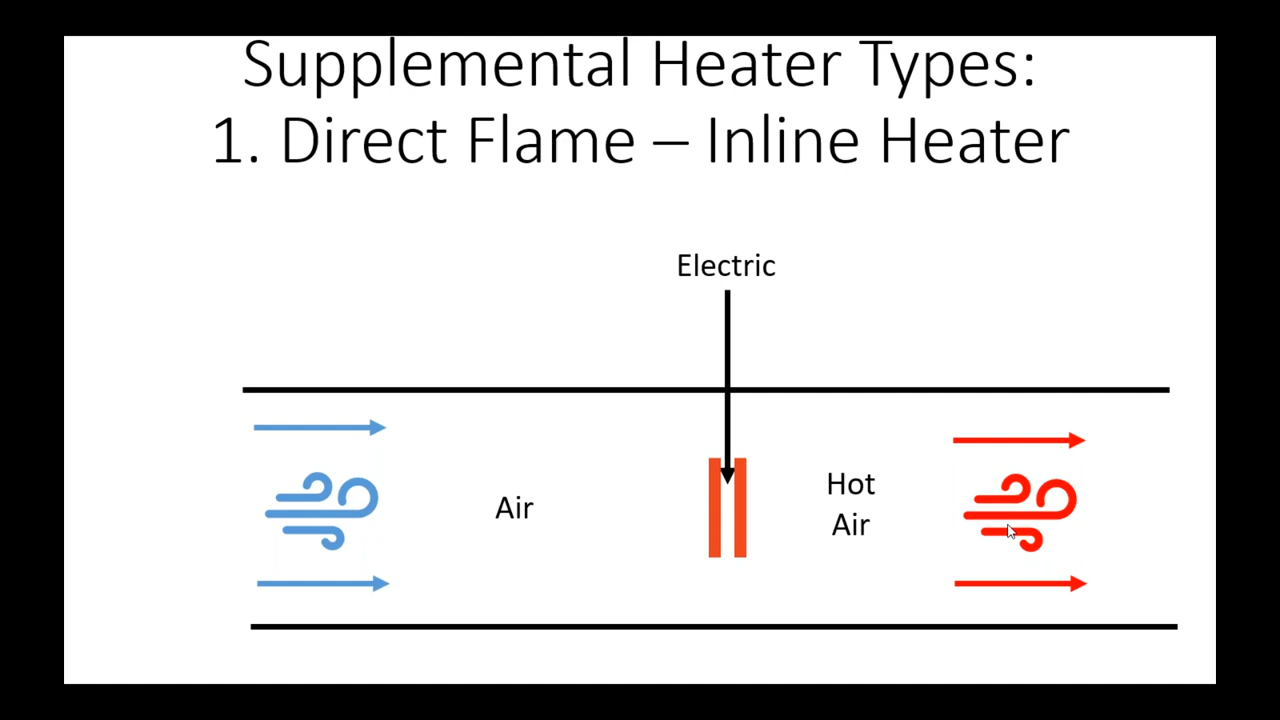 Supplemental Heater Types:
1. Direct Flame – Inline Heater
Electric
Air
Hot
Air